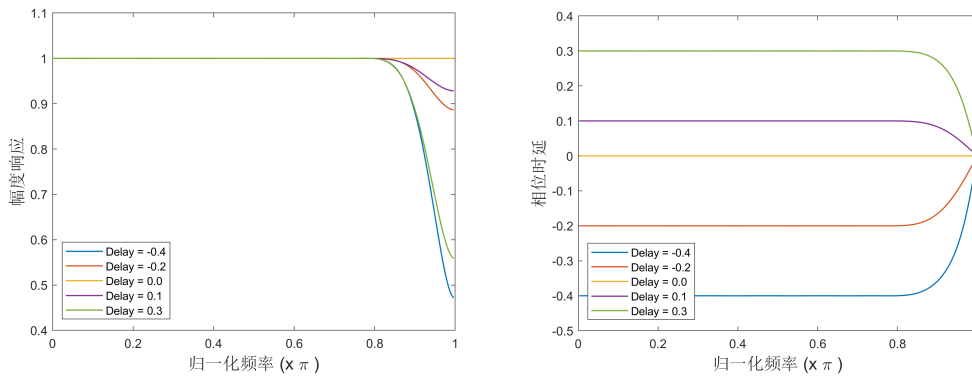 1.1
1
0.9
0.8
0.7
0.6
0.5
0.4
幅度响应
Delay = -0.4
Delay = -0.2
Delay = 0.0
Delay = 0.1
Delay = 0.3
0 0.2 0.4 0.6 0.8 1
归一化频率 (x π )
0.5
0.4
0.3
0.2
0.1
0
-0.1
-0.2
-0.3
-0.4
-0.5
相位时延
Delay = -0.4
Delay = -0.2
Delay = 0.0
Delay = 0.1
Delay = 0.3
0 0.2 0.4 0.6 0.8
归一化频率 (x π )